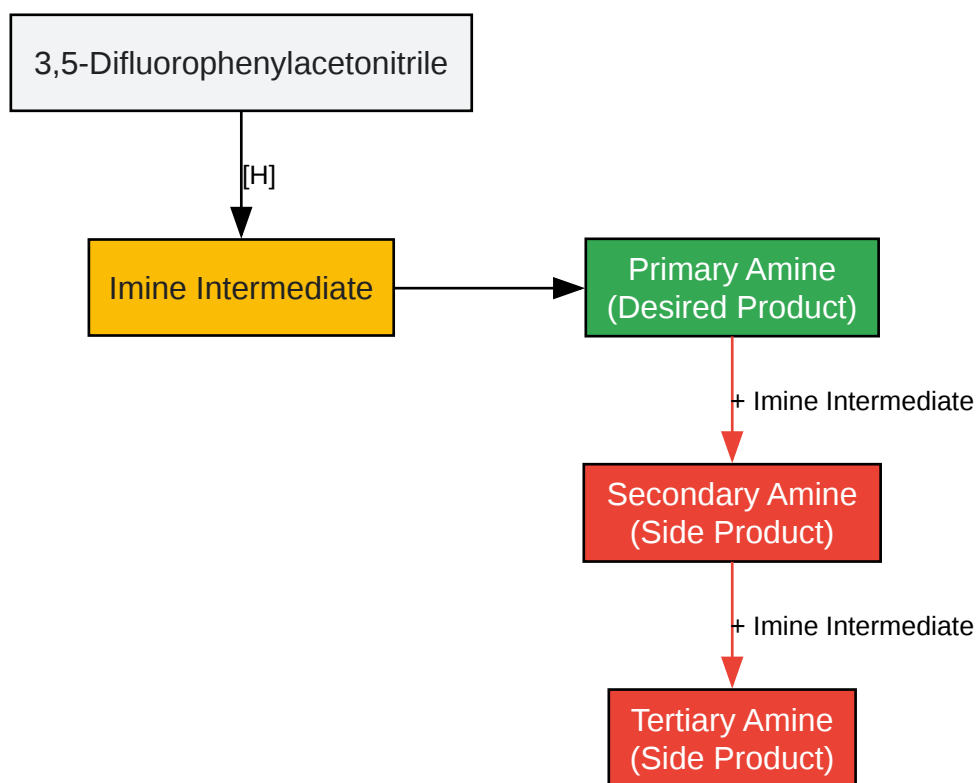 3,5-Difluorophenylacetonitrile
[H]
Imine Intermediate
Primary Amine
(Desired Product)
+ Imine Intermediate
Secondary Amine
(Side Product)
+ Imine Intermediate
Tertiary Amine
(Side Product)